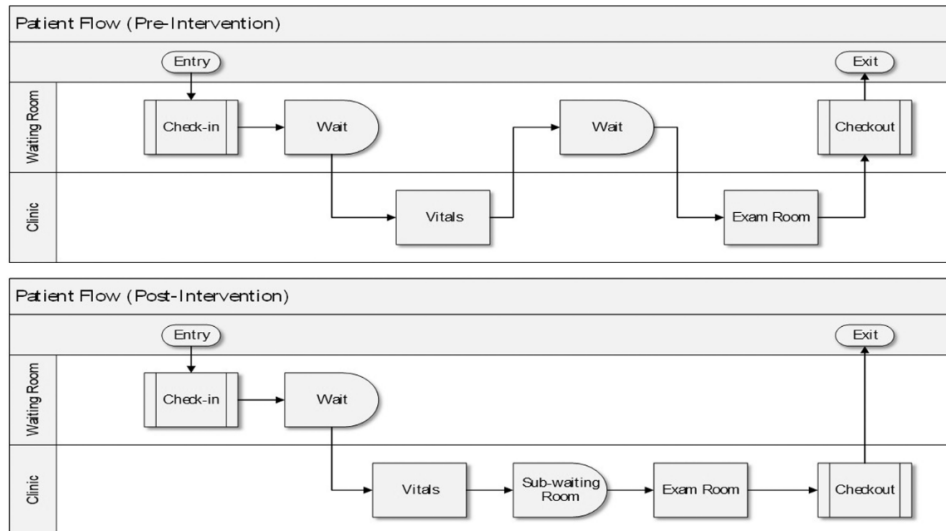 Patient Flow (Pre-Intervention)
Entry
Exit
Waiting Room
Check-in
Wait
Wait
Checkout
Clinic
Vitals
Exam Room
Patient Flow (Post-Intervention)
Entry
Exit
Waiting Room
Check-in
Wait
Clinic
Vitals
Sub-waiting
Room
Exam Room
Checkout